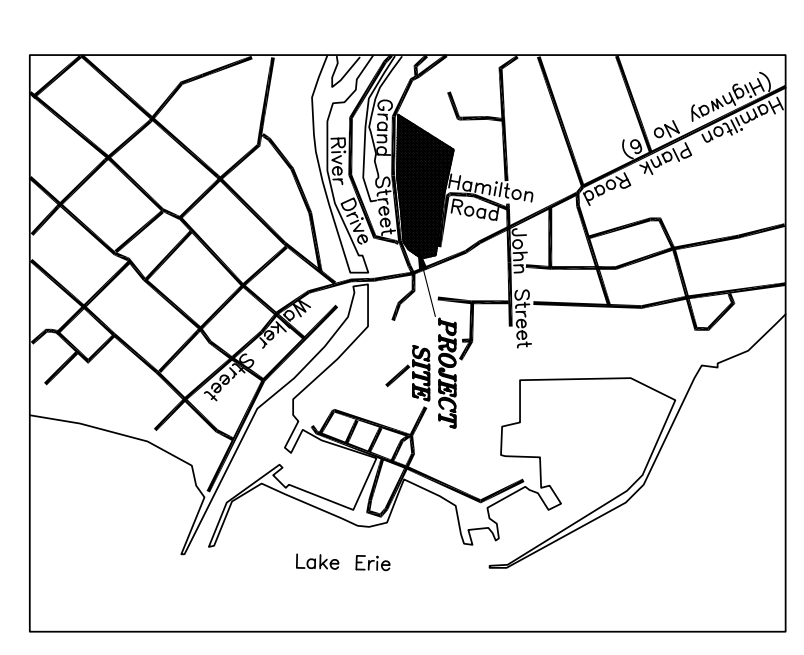 (Highway No 6)
Hamilton Plank Road
Grand Street
River Drive
Hamilton
Road
John Street
Walker Street
PROJECT
SITE
Lake Erie